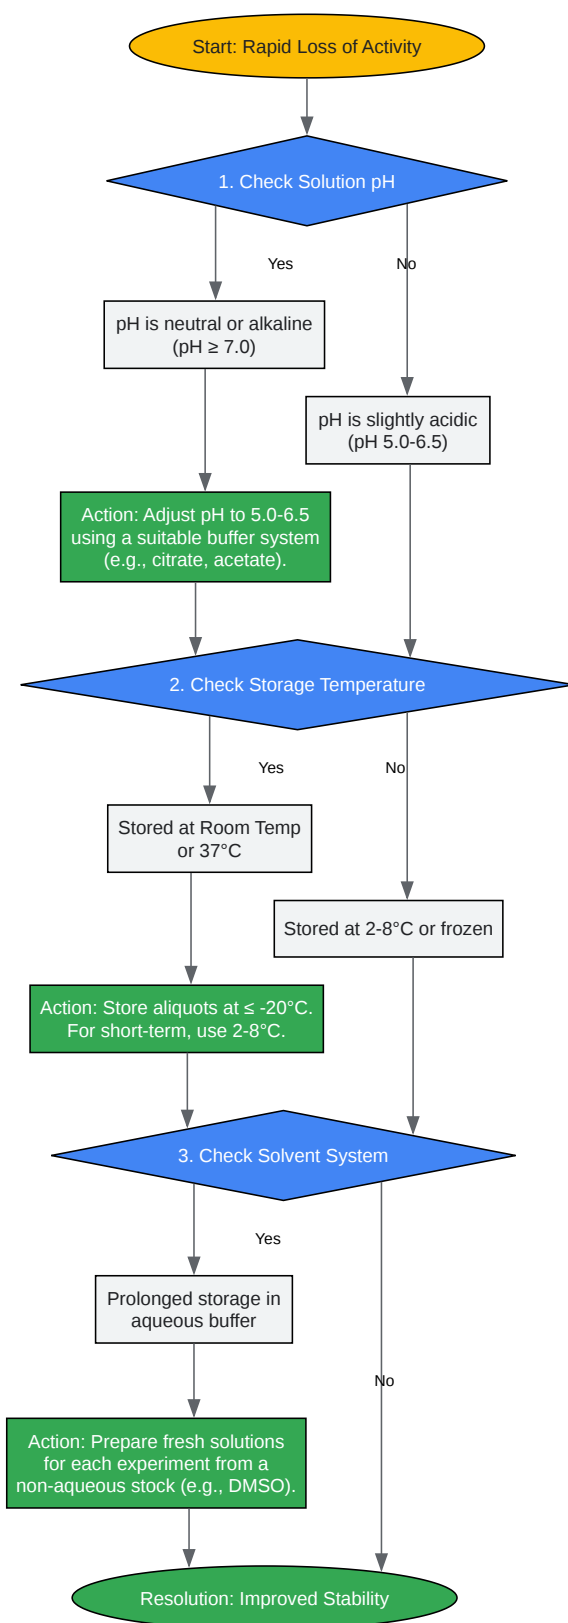 Start: Rapid Loss of Activity
1. Check Solution pH
Yes
No
pH is neutral or alkaline
(pH ≥ 7.0)
pH is slightly acidic
(pH 5.0-6.5)
Action: Adjust pH to 5.0-6.5
using a suitable buffer system
(e.g., citrate, acetate).
2. Check Storage Temperature
Yes
No
Stored at Room Temp
or 37°C
Stored at 2-8°C or frozen
Action: Store aliquots at ≤ -20°C.
For short-term, use 2-8°C.
3. Check Solvent System
Yes
Prolonged storage in
aqueous buffer
No
Action: Prepare fresh solutions
for each experiment from a
non-aqueous stock (e.g., DMSO).
Resolution: Improved Stability